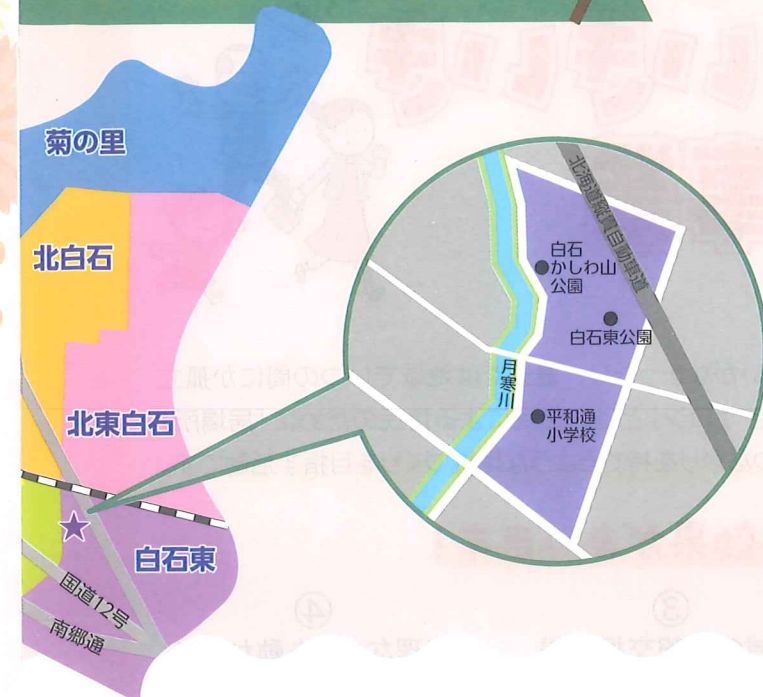 菊の里
北白石
北東白石
白石東
国道12号
南郷通
北海道縦貫自動車道
白石
かしわ山
公園
白石東公園
月寒川
平和通
小学校